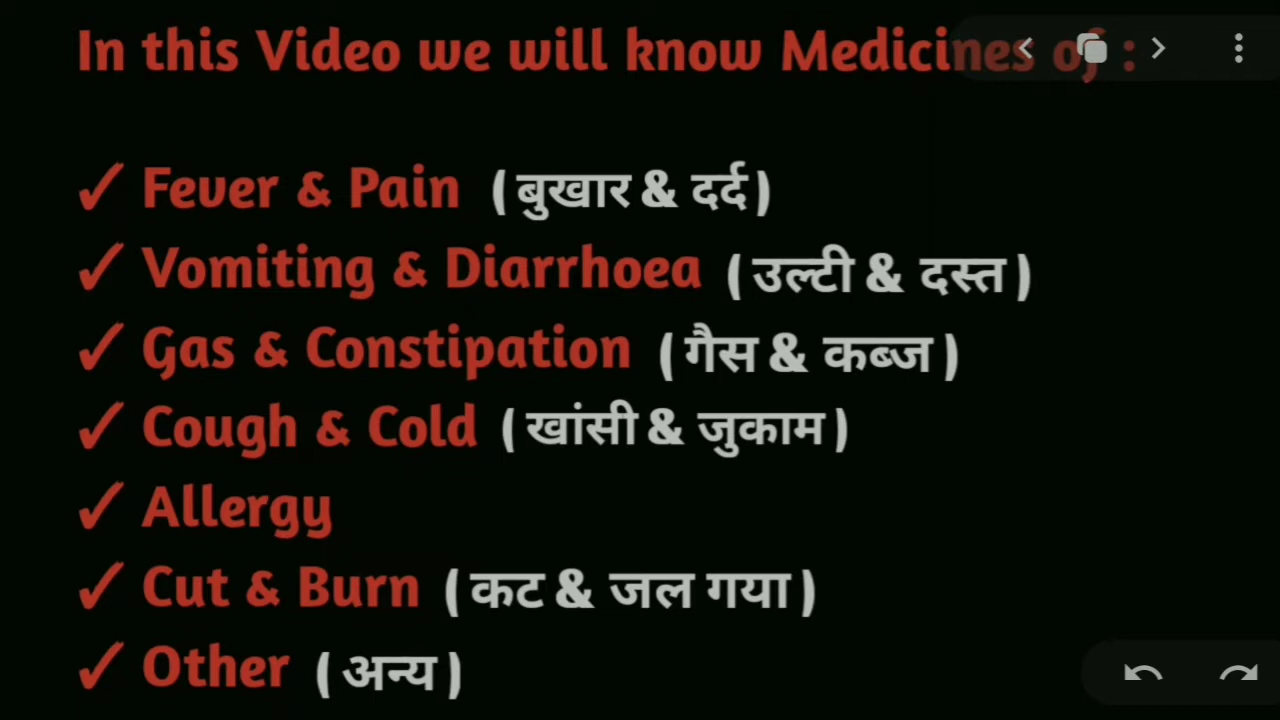 In this Video we will know Medicines of :
✓ Fever & Pain ( बुखार & दर्द )
✓ Vomiting & Diarrhoea ( उल्टी & दस्त )
✓ Gas & Constipation ( गैस & कब्ज )
✓ Cough & Cold ( खांसी & जुकाम )
✓ Allergy
✓ Cut & Burn ( कट & जल गया )
✓ Other ( अन्य )